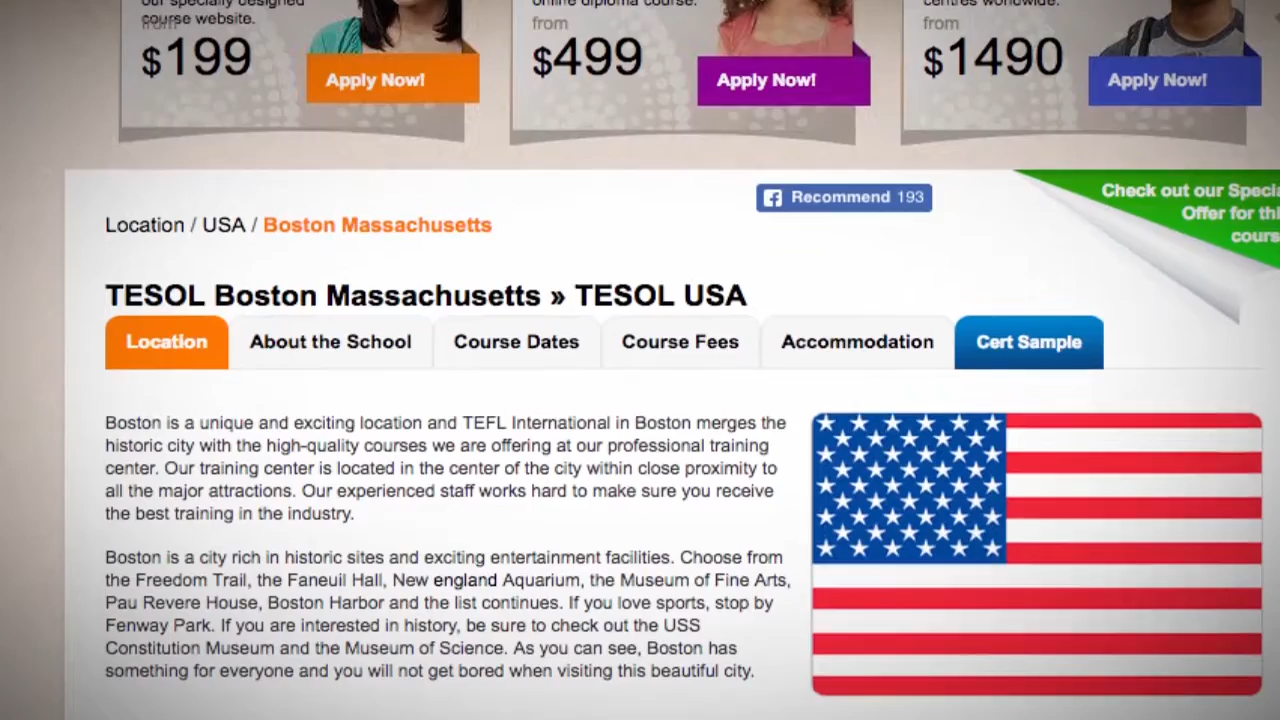 our specially designed
course website.
from
$199
Apply Now!
online diploma course.
from
$499
Apply Now!
centres worldwide.
from
$1490
Apply Now!
Recommend 193
Check out our Specia
Offer for thi
cours
Location / USA / Boston Massachusetts
TESOL Boston Massachusetts » TESOL USA
Location
About the School
Course Dates
Course Fees
Accommodation
Cert Sample
Boston is a unique and exciting location and TEFL International in Boston merges the
historic city with the high-quality courses we are offering at our professional training
center. Our training center is located in the center of the city within close proximity to
all the major attractions. Our experienced staff works hard to make sure you receive
the best training in the industry.
Boston is a city rich in historic sites and exciting entertainment facilities. Choose from
the Freedom Trail, the Faneuil Hall, New england Aquarium, the Museum of Fine Arts,
Pau Revere House, Boston Harbor and the list continues. If you love sports, stop by
Fenway Park. If you are interested in history, be sure to check out the USS
Constitution Museum and the Museum of Science. As you can see, Boston has
something for everyone and you will not get bored when visiting this beautiful city.